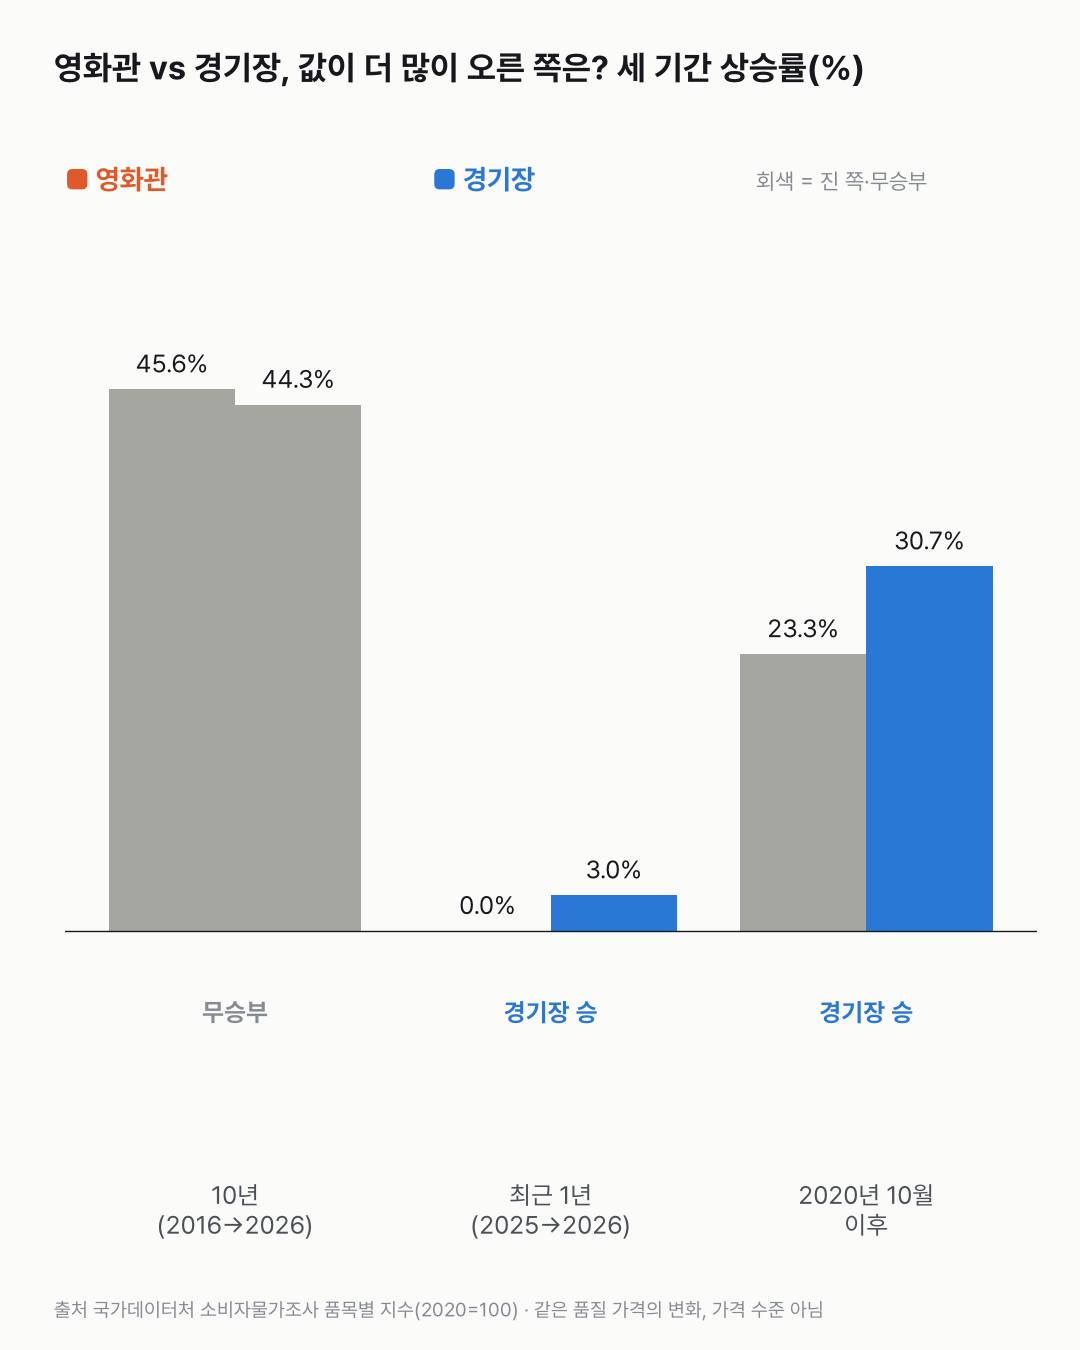 영화관 vs 경기장, 값이 더 많이 오른 쪽은? 세 기간 상승률(%)
영화관
경기장
회색 = 진 쪽·무승부
45.6%
44.3%
0.0%
3.0%
23.3%
30.7%
무승부
경기장 승
경기장 승
10년
(2016→2026)
최근 1년
(2025→2026)
2020년 10월
이후
출처 국가데이터처 소비자물가조사 품목별 지수(2020=100) · 같은 품질 가격의 변화, 가격 수준 아님